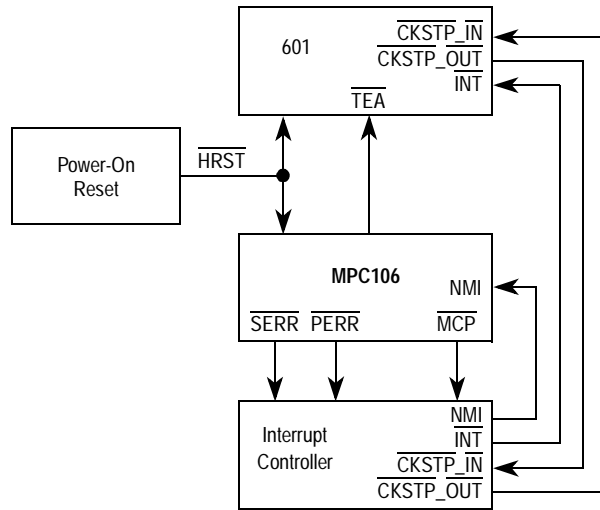 601
CKSTP_IN
CKSTP_OUT
INT
TEA
Power-On
Reset
HRST
MPC106
NMI
SERR PERR MCP
Interrupt
Controller
NMI
INT
CKSTP_IN
CKSTP_OUT